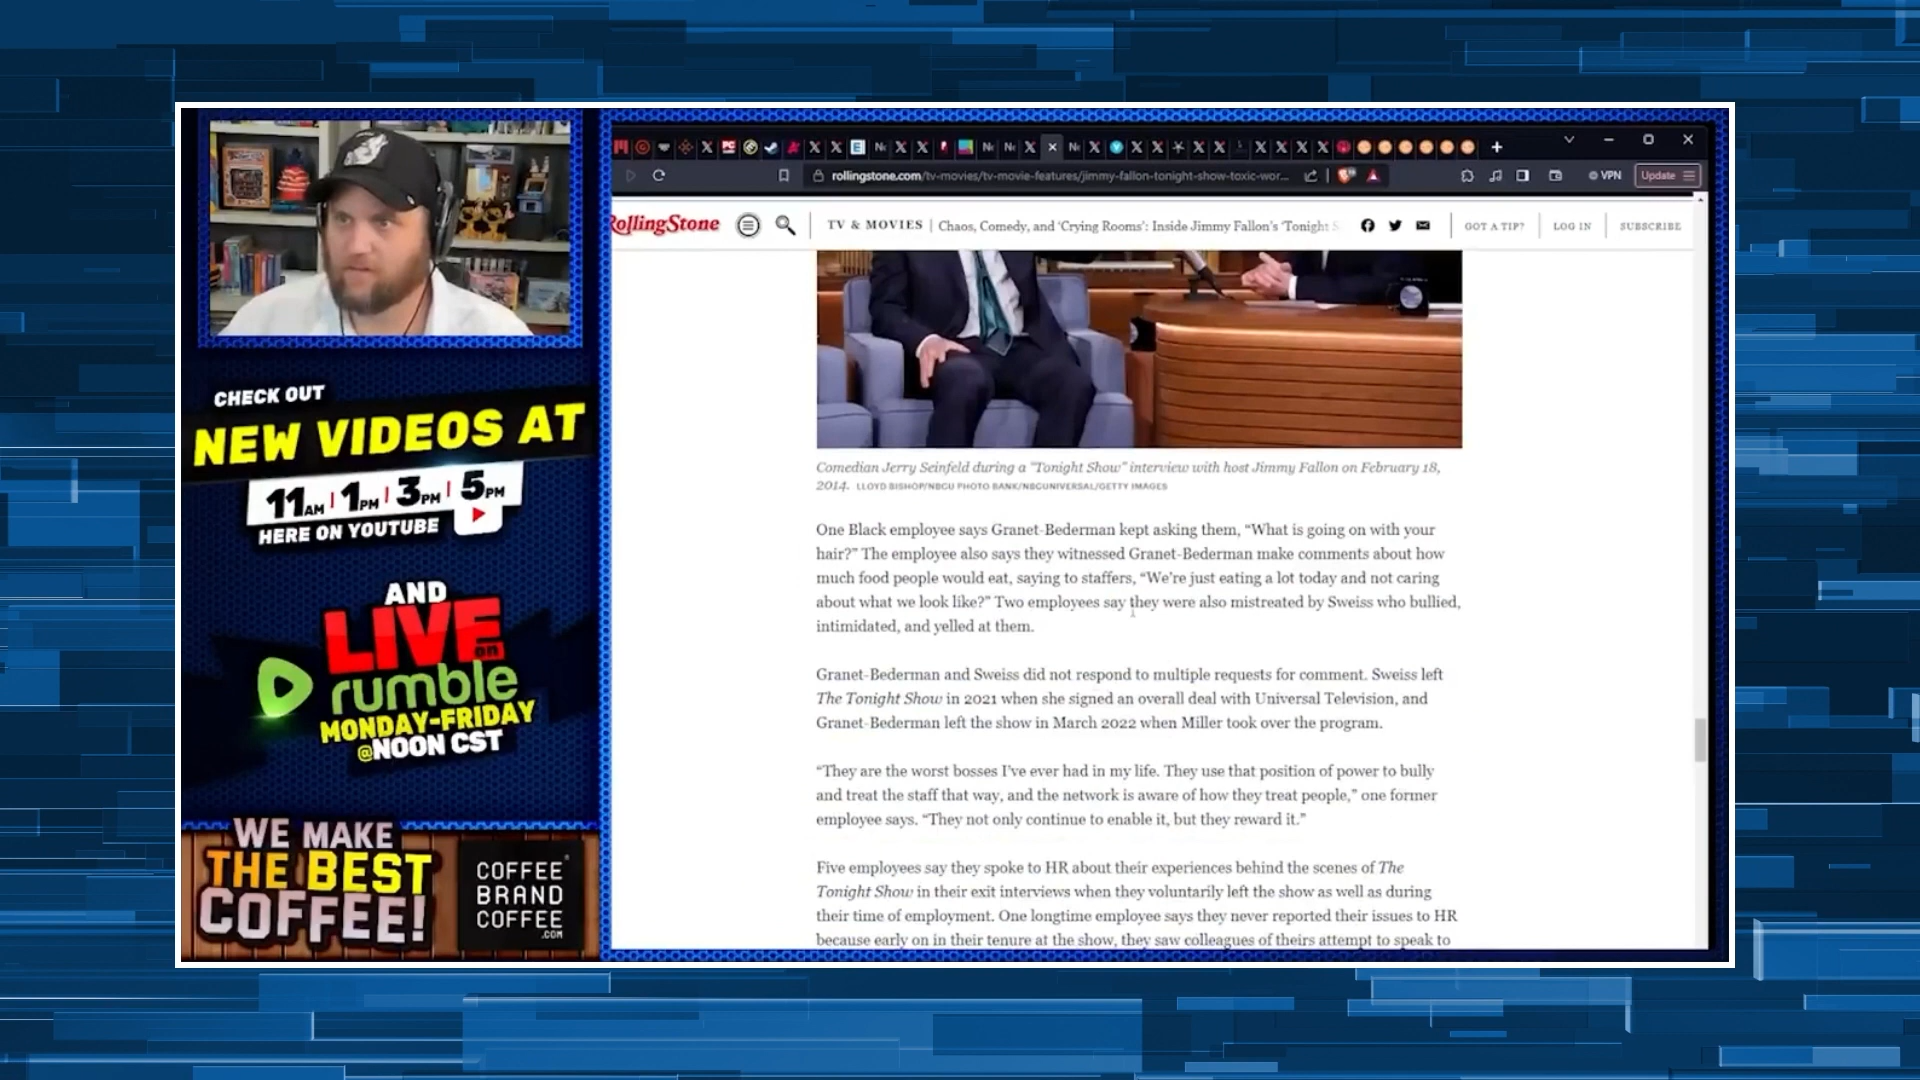 CHECK OUT
NEW VIDEOS AT
11AM | 1PM | 3PM | 5PM
HERE ON YOUTUBE
AND
LIVE on
rumble
MONDAY-FRIDAY
@NOON CST
WE MAKE
THE BEST
COFFEE!
COFFEE
BRAND
COFFEE
.COM
rollingstone.com/tv-movies/tv-movie-features/jimmy-fallon-tonight-show-toxic-wor...
VPN
Update
RollingStone
TV & MOVIES | Chaos, Comedy, and ‘Crying Rooms’: Inside Jimmy Fallon’s ‘Tonight S
GOT A TIP?
LOG IN
SUBSCRIBE
Comedian Jerry Seinfeld during a "Tonight Show" interview with host Jimmy Fallon on February 18,
2014. LLOYD BISHOP/NBCU PHOTO BANK/NBCUNIVERSAL/GETTY IMAGES
One Black employee says Granet-Bederman kept asking them, “What is going on with your
hair?” The employee also says they witnessed Granet-Bederman make comments about how
much food people would eat, saying to staffers, “We’re just eating a lot today and not caring
about what we look like?” Two employees say they were also mistreated by Sweiss who bullied,
intimidated, and yelled at them.
Granet-Bederman and Sweiss did not respond to multiple requests for comment. Sweiss left
The Tonight Show in 2021 when she signed an overall deal with Universal Television, and
Granet-Bederman left the show in March 2022 when Miller took over the program.
“They are the worst bosses I’ve ever had in my life. They use that position of power to bully
and treat the staff that way, and the network is aware of how they treat people,” one former
employee says. “They not only continue to enable it, but they reward it.”
Five employees say they spoke to HR about their experiences behind the scenes of The
Tonight Show in their exit interviews when they voluntarily left the show as well as during
their time of employment. One longtime employee says they never reported their issues to HR
because early on in their tenure at the show, they saw colleagues of theirs attempt to speak to